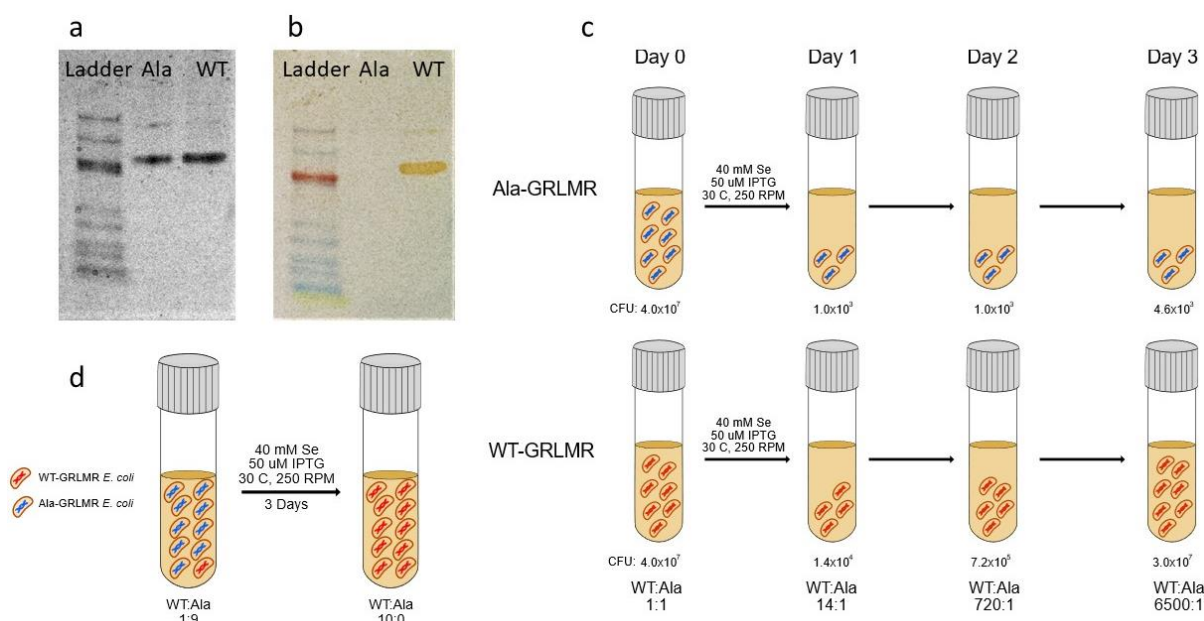 a
Ladder Ala WT
b
Ladder Ala WT
c
Day 0
Day 1
Day 2
Day 3
Ala-GRLMR
40 mM Se
50 uM IPTG
30 C, 250 RPM
CFU: 4.0x10⁷
1.0x10³
1.0x10³
4.6x10³
WT-GRLMR
40 mM Se
50 uM IPTG
30 C, 250 RPM
CFU: 4.0x10⁷
1.4x10⁴
7.2x10⁵
3.0x10⁷
WT:Ala
1:1
WT:Ala
14:1
WT:Ala
720:1
WT:Ala
6500:1
d
WT-GRLMR E. coli
Ala-GRLMR E. coli
40 mM Se
50 uM IPTG
30 C, 250 RPM
3 Days
WT:Ala
1:9
WT:Ala
10:0